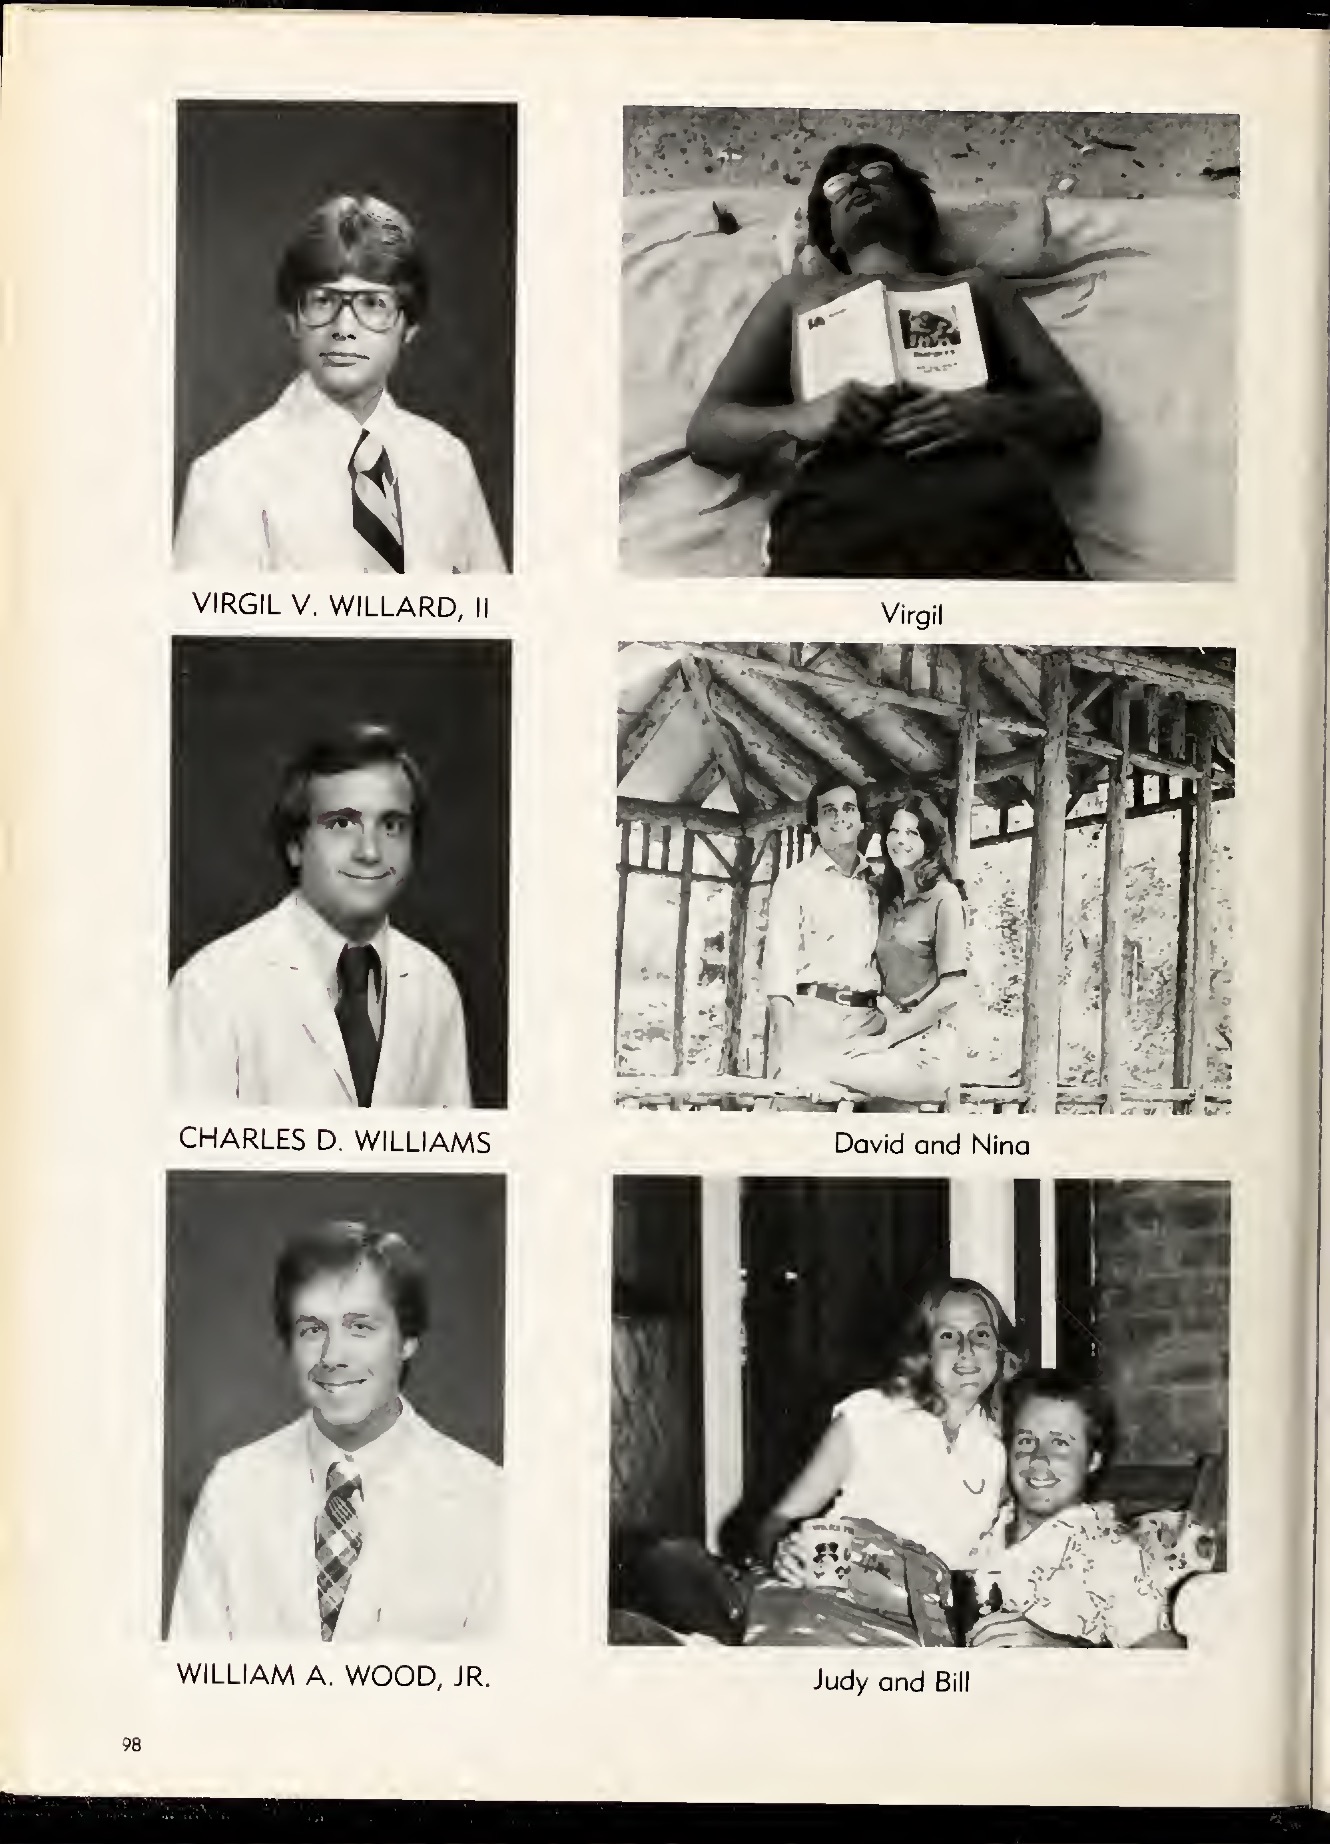 VIRGIL V. WILLARD, II
Virgil
CHARLES D. WILLIAMS
David and Nina
WILLIAM A. WOOD, JR.
Judy and Bill
98